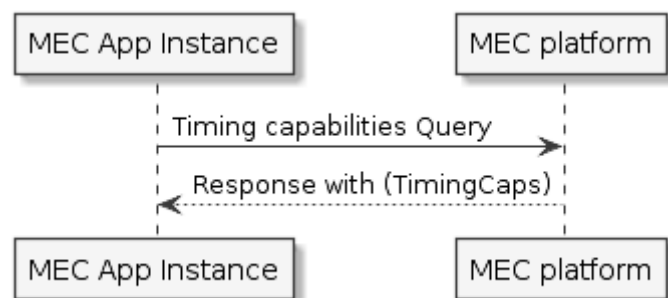 MEC App Instance
MEC platform
Timing capabilities Query
Response with (TimingCaps)
MEC App Instance
MEC platform